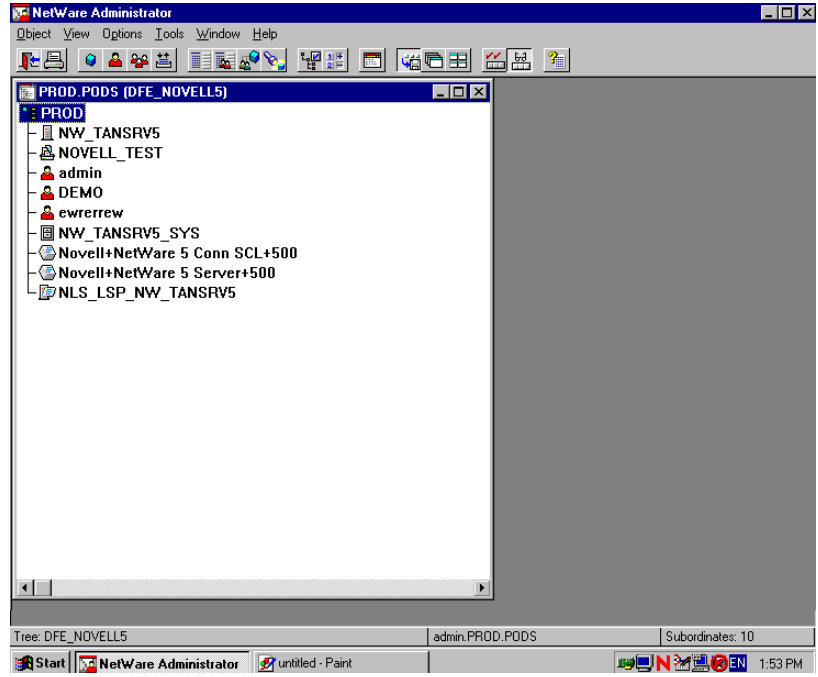 NetWare Administrator
Object View Options Tools Window Help
PROD.PODS (DFE_NOVELL5)
PROD
NW_TANSRV5
NOVELL_TEST
admin
DEMO
ewrerrew
NW_TANSRV5_SYS
Novell+NetWare 5 Conn SCL+500
Novell+NetWare 5 Server+500
NLS_LSP_NW_TANSRV5
Tree: DFE_NOVELL5 admin.PROD.PODS Subordinates: 10
Start NetWare Administrator untitled - Paint N EN 1:53 PM